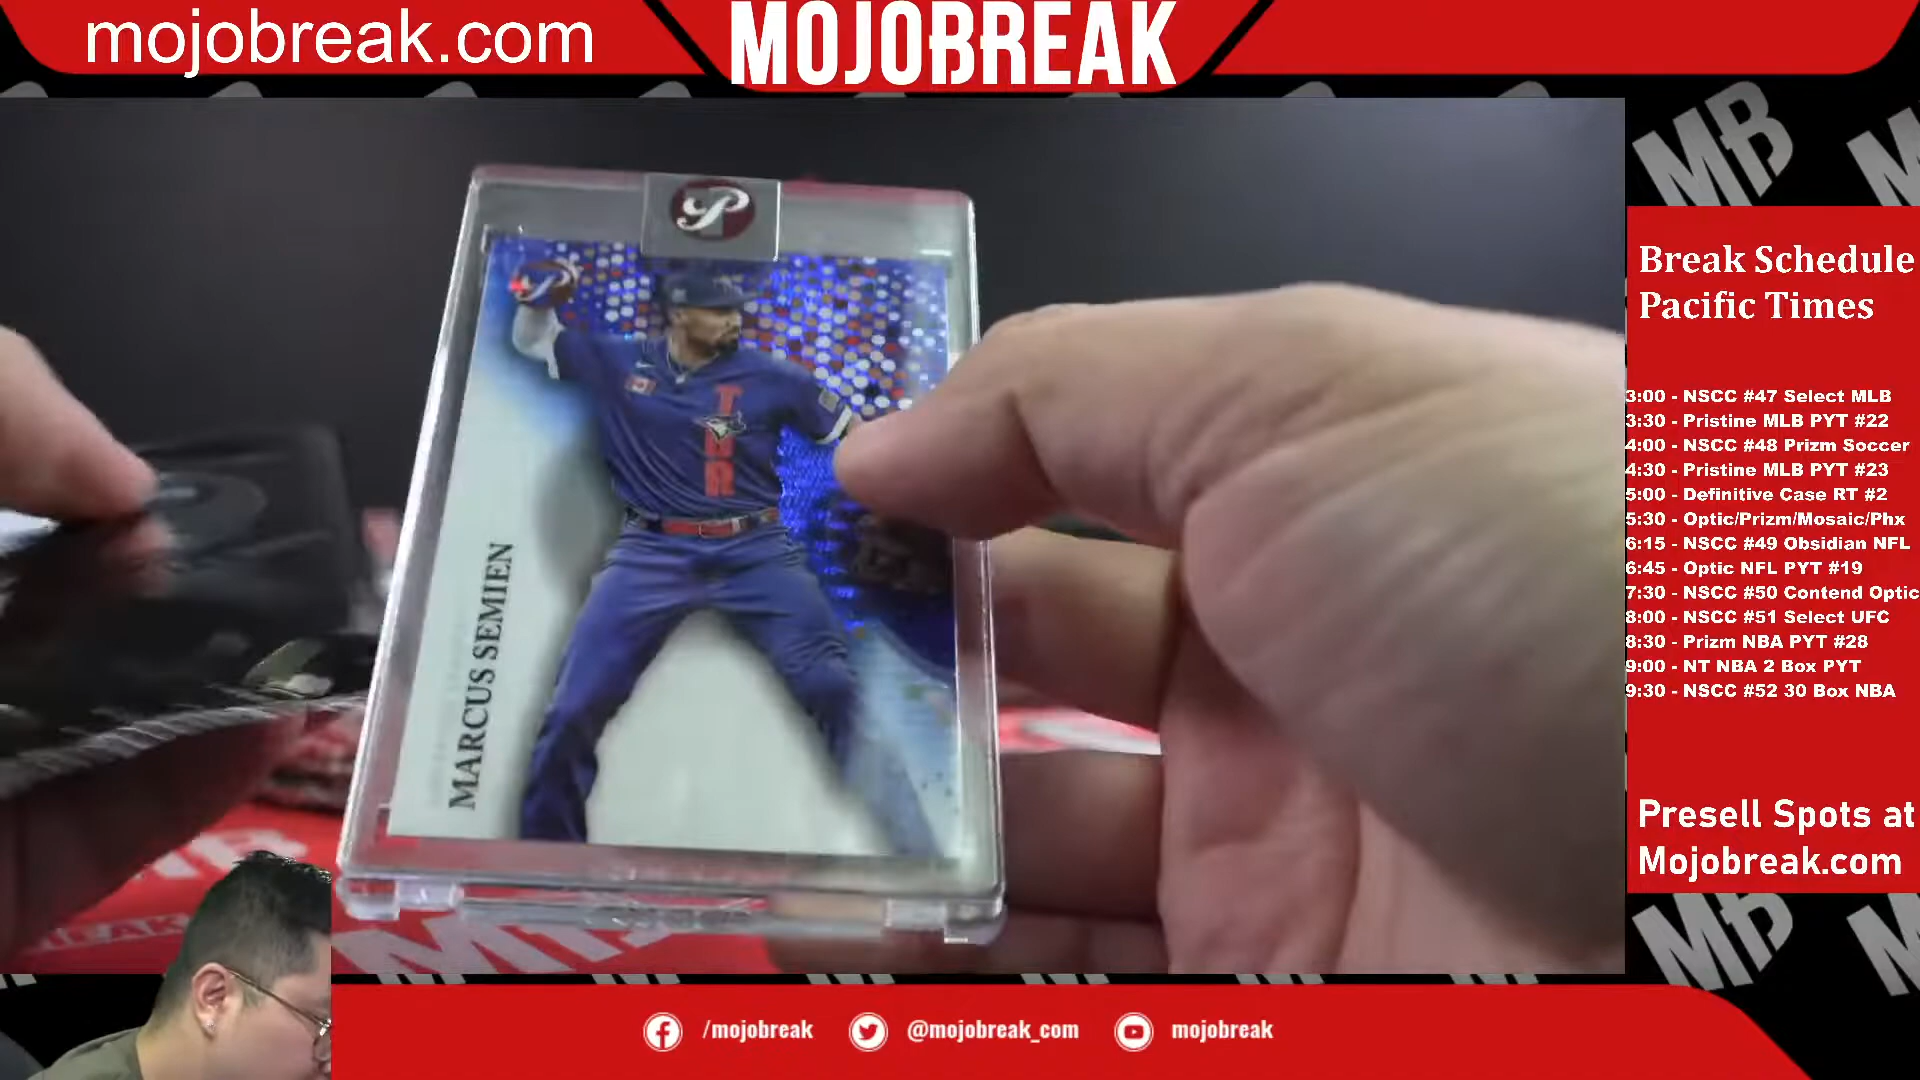 mojobreak.com
MOJOBREAK
MB
Break Schedule
Pacific Times
3:00 - NSCC #47 Select MLB
3:30 - Pristine MLB PYT #22
4:00 - NSCC #48 Prizm Soccer
4:30 - Pristine MLB PYT #23
5:00 - Definitive Case RT #2
5:30 - Optic/Prizm/Mosaic/Phx
6:15 - NSCC #49 Obsidian NFL
6:45 - Optic NFL PYT #19
7:30 - NSCC #50 Contend Optic
8:00 - NSCC #51 Select UFC
8:30 - Prizm NBA PYT #28
9:00 - NT NBA 2 Box PYT
9:30 - NSCC #52 30 Box NBA
Presell Spots at
Mojobreak.com
MB
P
TOR
MARCUS SEMIEN
/mojobreak
@mojobreak_com
mojobreak